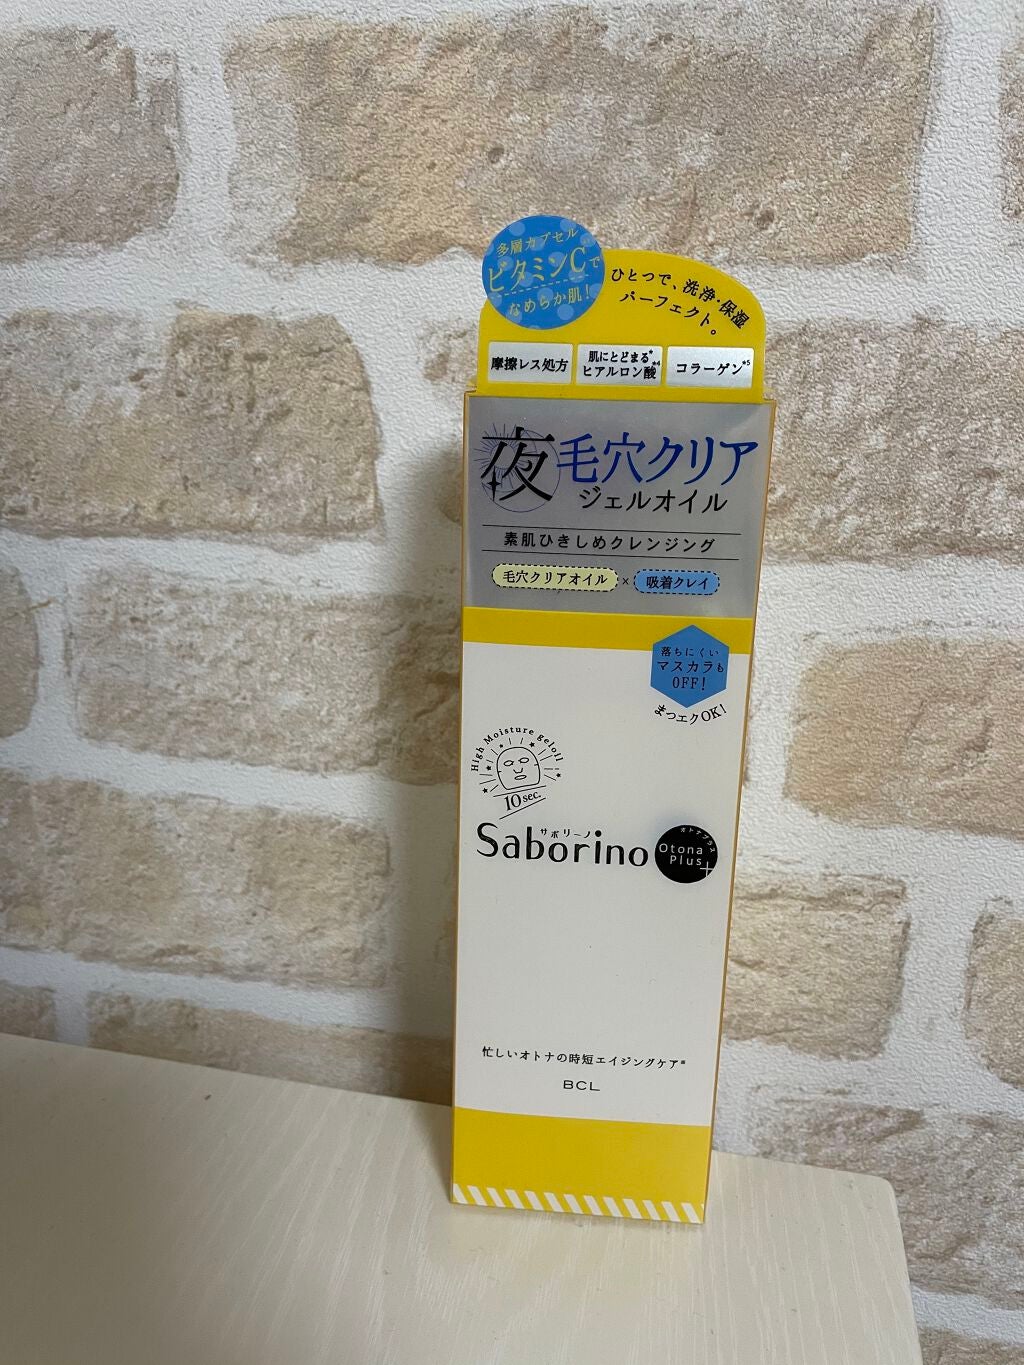 多層カプセル
ビタミンCで
なめらか肌!
ひとつで、洗浄・保湿
パーフェクト。
摩擦レス処方
肌にとどまる*
ヒアルロン酸*4
コラーゲン*5
夜 毛穴クリア
ジェルオイル
素肌ひきしめクレンジング
毛穴クリアオイル × 吸着クレイ
落ちにくい
マスカラも
OFF!
まつエクOK!
High Moisture geloil
10sec.
サボリーノ
Saborino
オトナプラス
Otona
Plus+
忙しいオトナの時短エイジングケア※
BCL